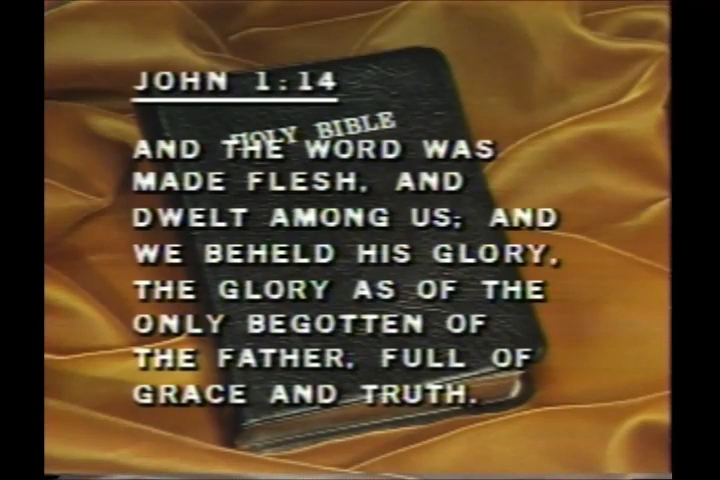 JOHN 1:14
HOLY BIBLE
AND THE WORD WAS
MADE FLESH, AND
DWELT AMONG US; AND
WE BEHELD HIS GLORY,
THE GLORY AS OF THE
ONLY BEGOTTEN OF
THE FATHER, FULL OF
GRACE AND TRUTH.